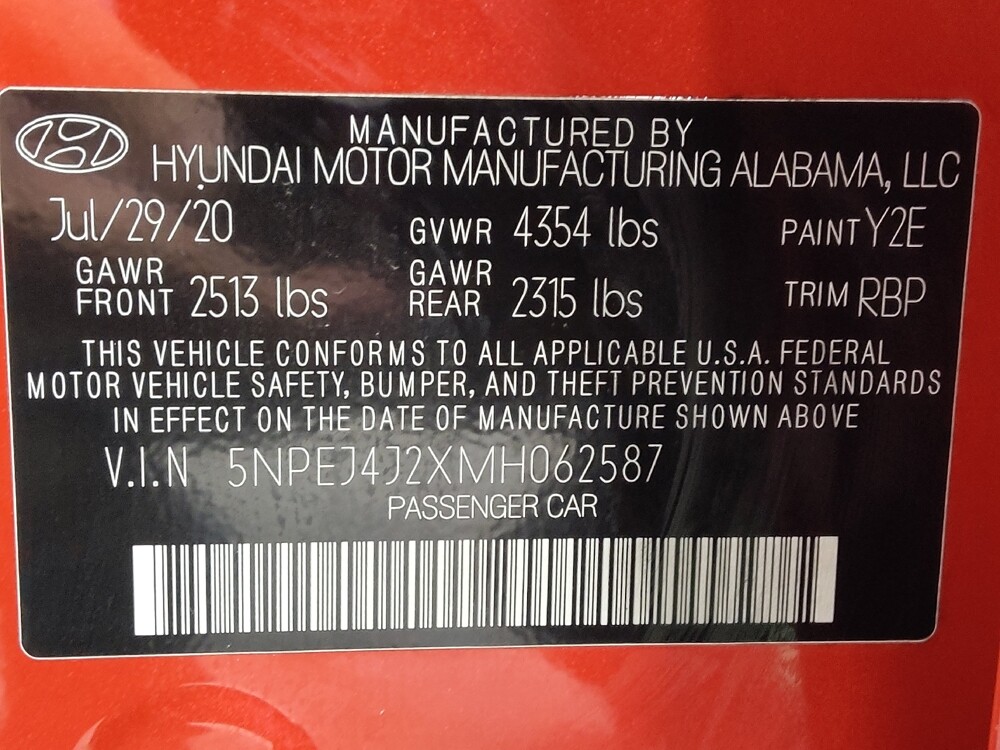 MANUFACTURED BY
HYUNDAI MOTOR MANUFACTURING ALABAMA, LLC
Jul/29/20 GVWR 4354 lbs PAINT Y2E
GAWR FRONT 2513 lbs GAWR REAR 2315 lbs TRIM RBP
THIS VEHICLE CONFORMS TO ALL APPLICABLE U.S.A. FEDERAL
MOTOR VEHICLE SAFETY, BUMPER, AND THEFT PREVENTION STANDARDS
IN EFFECT ON THE DATE OF MANUFACTURE SHOWN ABOVE
V.I.N 5NPEJ4J2XMH062587
PASSENGER CAR